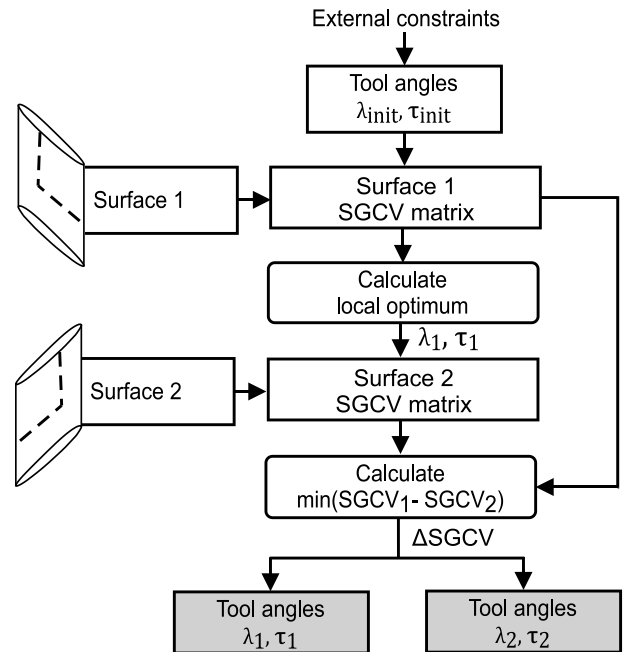 External constraints
Tool angles
λinit, τinit
Surface 1
Surface 1
SGCV matrix
Calculate
local optimum
λ1, τ1
Surface 2
Surface 2
SGCV matrix
Calculate
min(SGCV1- SGCV2)
ΔSGCV
Tool angles
λ1, τ1
Tool angles
λ2, τ2